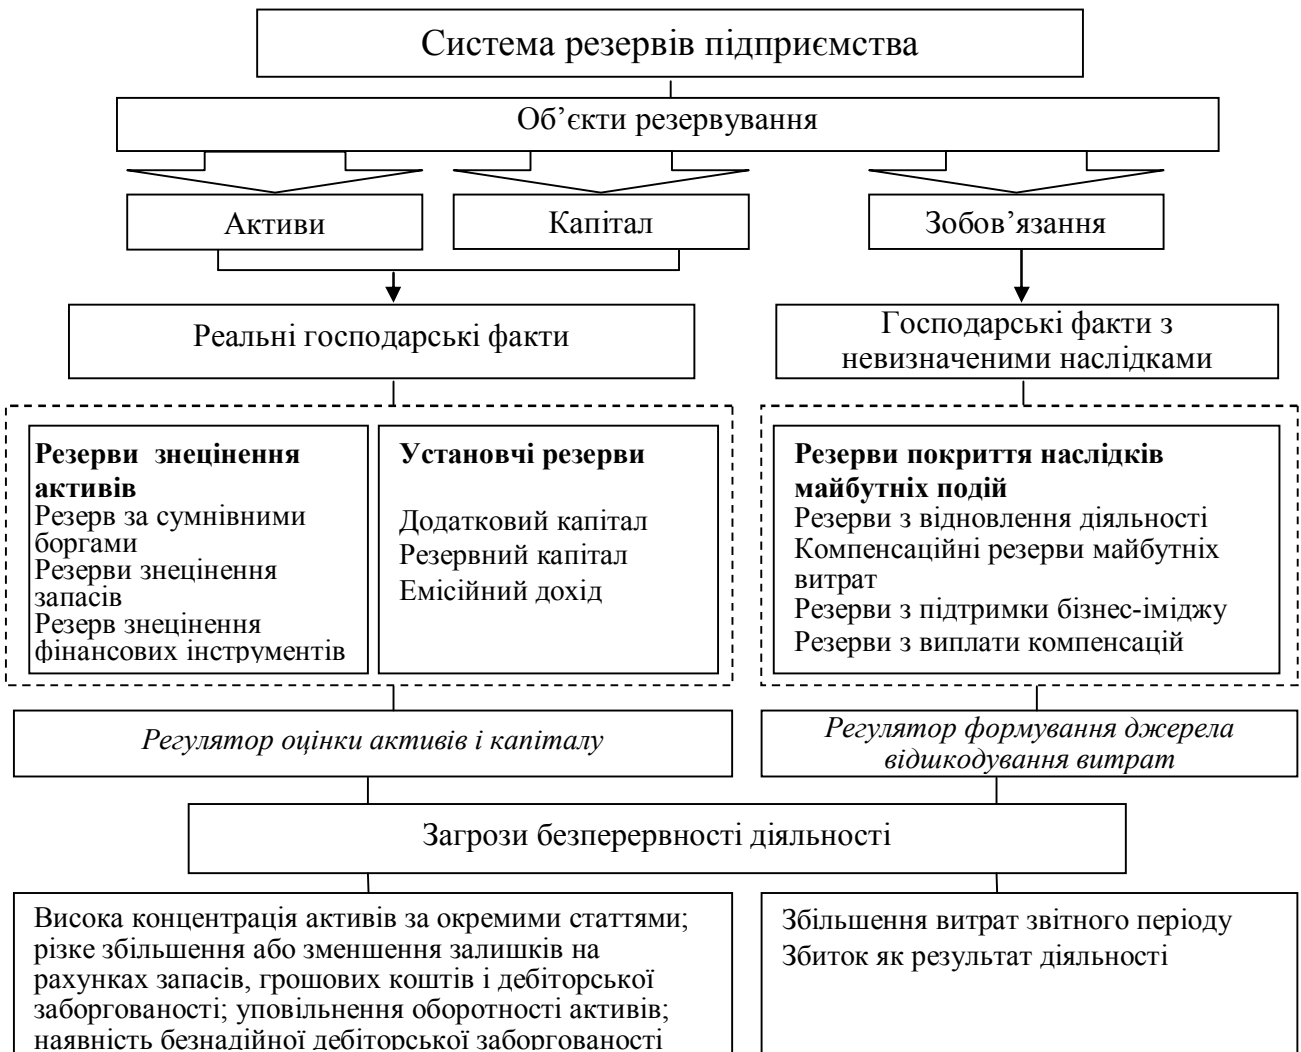 Система резервів підприємства
Об’єкти резервування
Активи
Капітал
Зобов’язання
Реальні господарські факти
Господарські факти з
невизначеними наслідками
Резерви знецінення
активів
Резерв за сумнівними
боргами
Резерви знецінення
запасів
Резерв знецінення
фінансових інструментів
Установчі резерви
Додатковий капітал
Резервний капітал
Емісійний дохід
Резерви покриття наслідків
майбутніх подій
Резерви з відновлення діяльності
Компенсаційні резерви майбутніх
витрат
Резерви з підтримки бізнес-іміджу
Резерви з виплати компенсацій
Регулятор оцінки активів і капіталу
Регулятор формування джерела
відшкодування витрат
Загрози безперервності діяльності
Висока концентрація активів за окремими статтями;
різке збільшення або зменшення залишків на
рахунках запасів, грошових коштів і дебіторської
заборгованості; уповільнення оборотності активів;
наявність безнадійної дебіторської заборгованості
Збільшення витрат звітного періоду
Збиток як результат діяльності